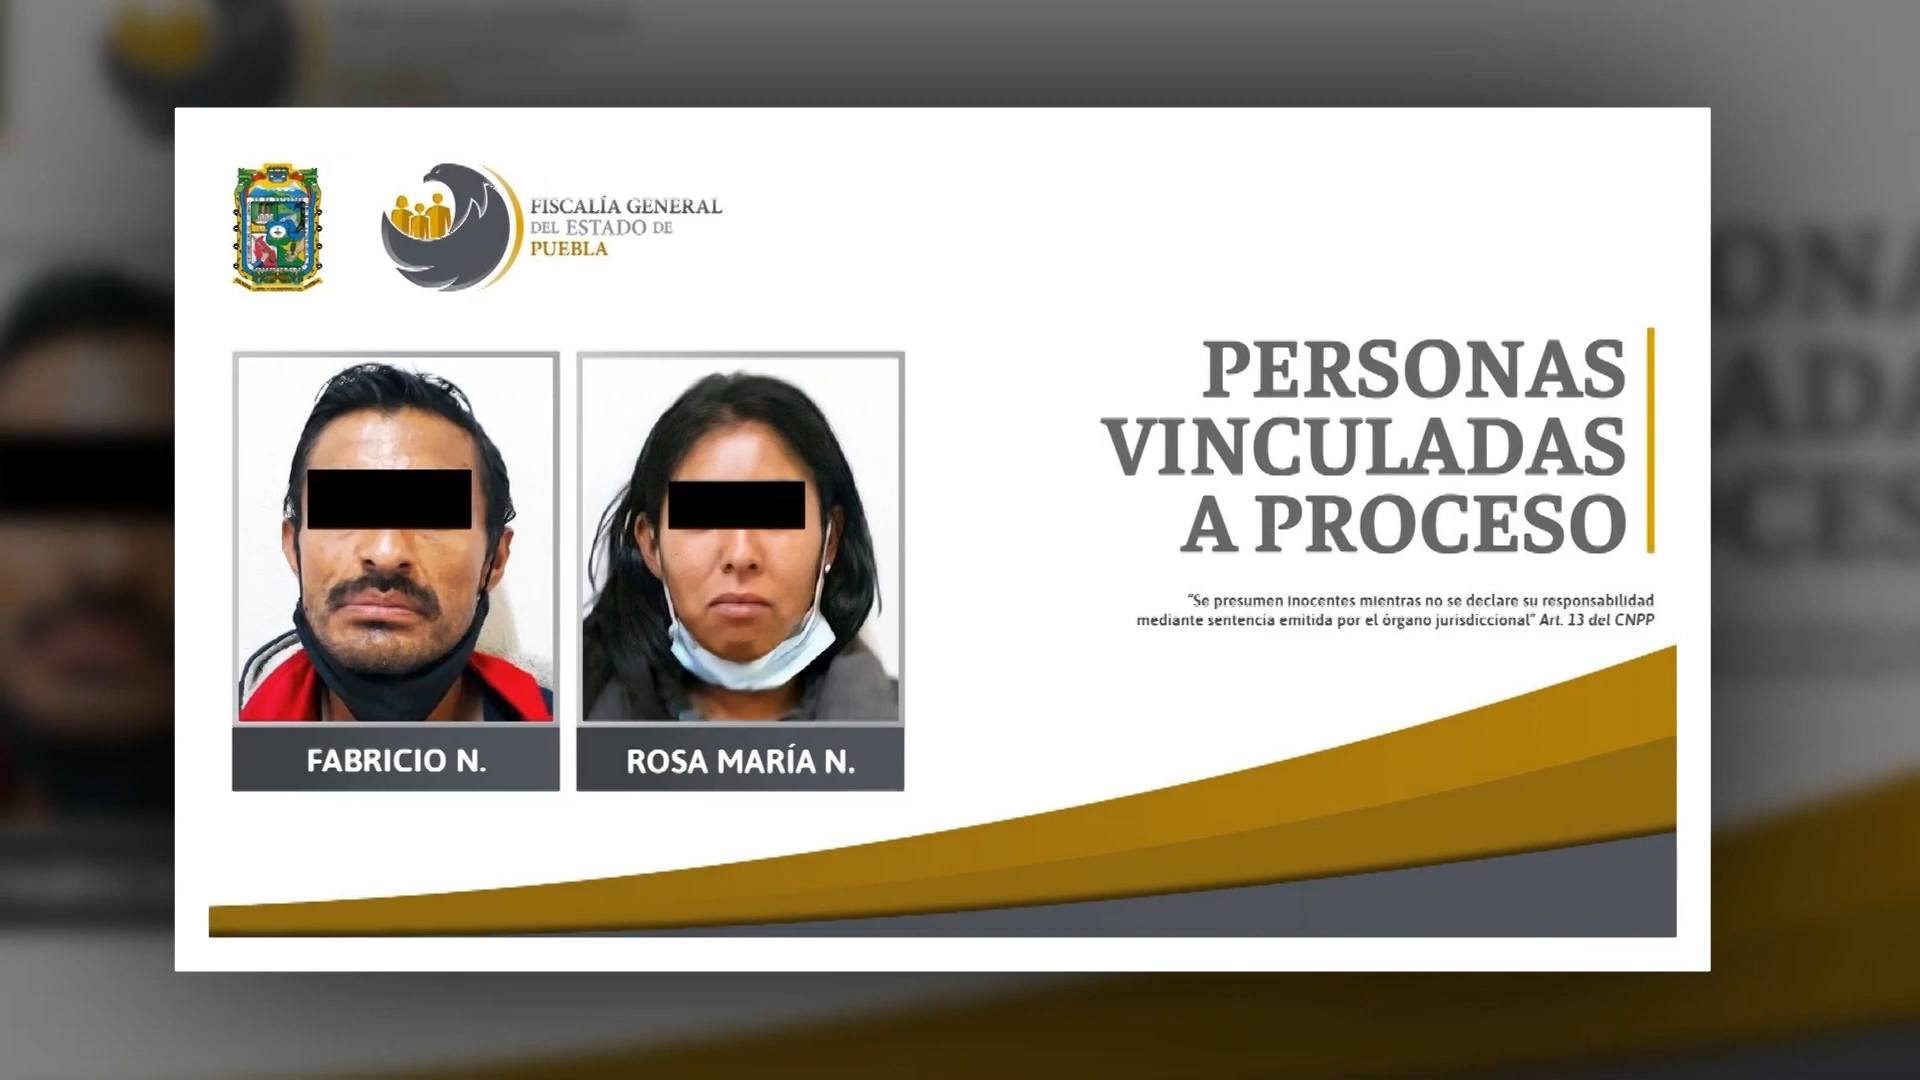 FISCALÍA GENERAL
DEL ESTADO DE
PUEBLA
PERSONAS
VINCULADAS
A PROCESO
“Se presumen inocentes mientras no se declare su responsabilidad
mediante sentencia emitida por el órgano jurisdiccional” Art. 13 del CNPP
FABRICIO N.
ROSA MARÍA N.